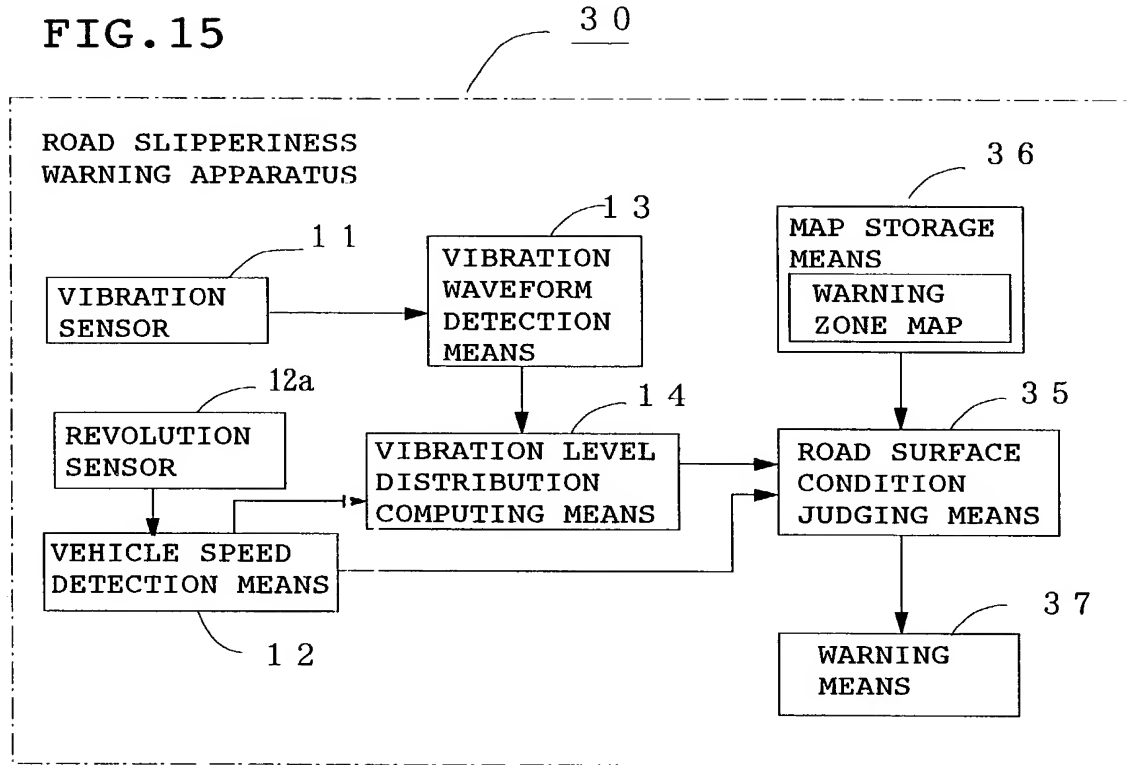 FIG.15
30
ROAD SLIPPERINESS
WARNING APPARATUS
11
VIBRATION
SENSOR
13
VIBRATION
WAVEFORM
DETECTION
MEANS
36
MAP STORAGE
MEANS
WARNING
ZONE MAP
12a
REVOLUTION
SENSOR
14
VIBRATION LEVEL
DISTRIBUTION
COMPUTING MEANS
35
ROAD SURFACE
CONDITION
JUDGING MEANS
VEHICLE SPEED
DETECTION MEANS
12
37
WARNING
MEANS